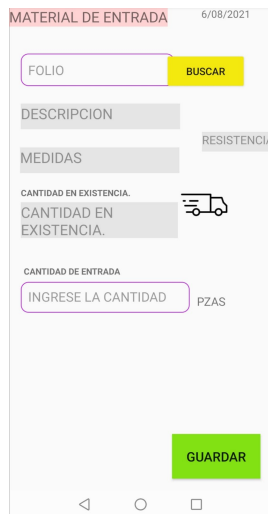 MATERIAL DE ENTRADA 6/08/2021
FOLIO BUSCAR
DESCRIPCION
RESISTENCIA
MEDIDAS
CANTIDAD EN EXISTENCIA.
CANTIDAD EN
EXISTENCIA.
CANTIDAD DE ENTRADA
INGRESE LA CANTIDAD PZAS
GUARDAR